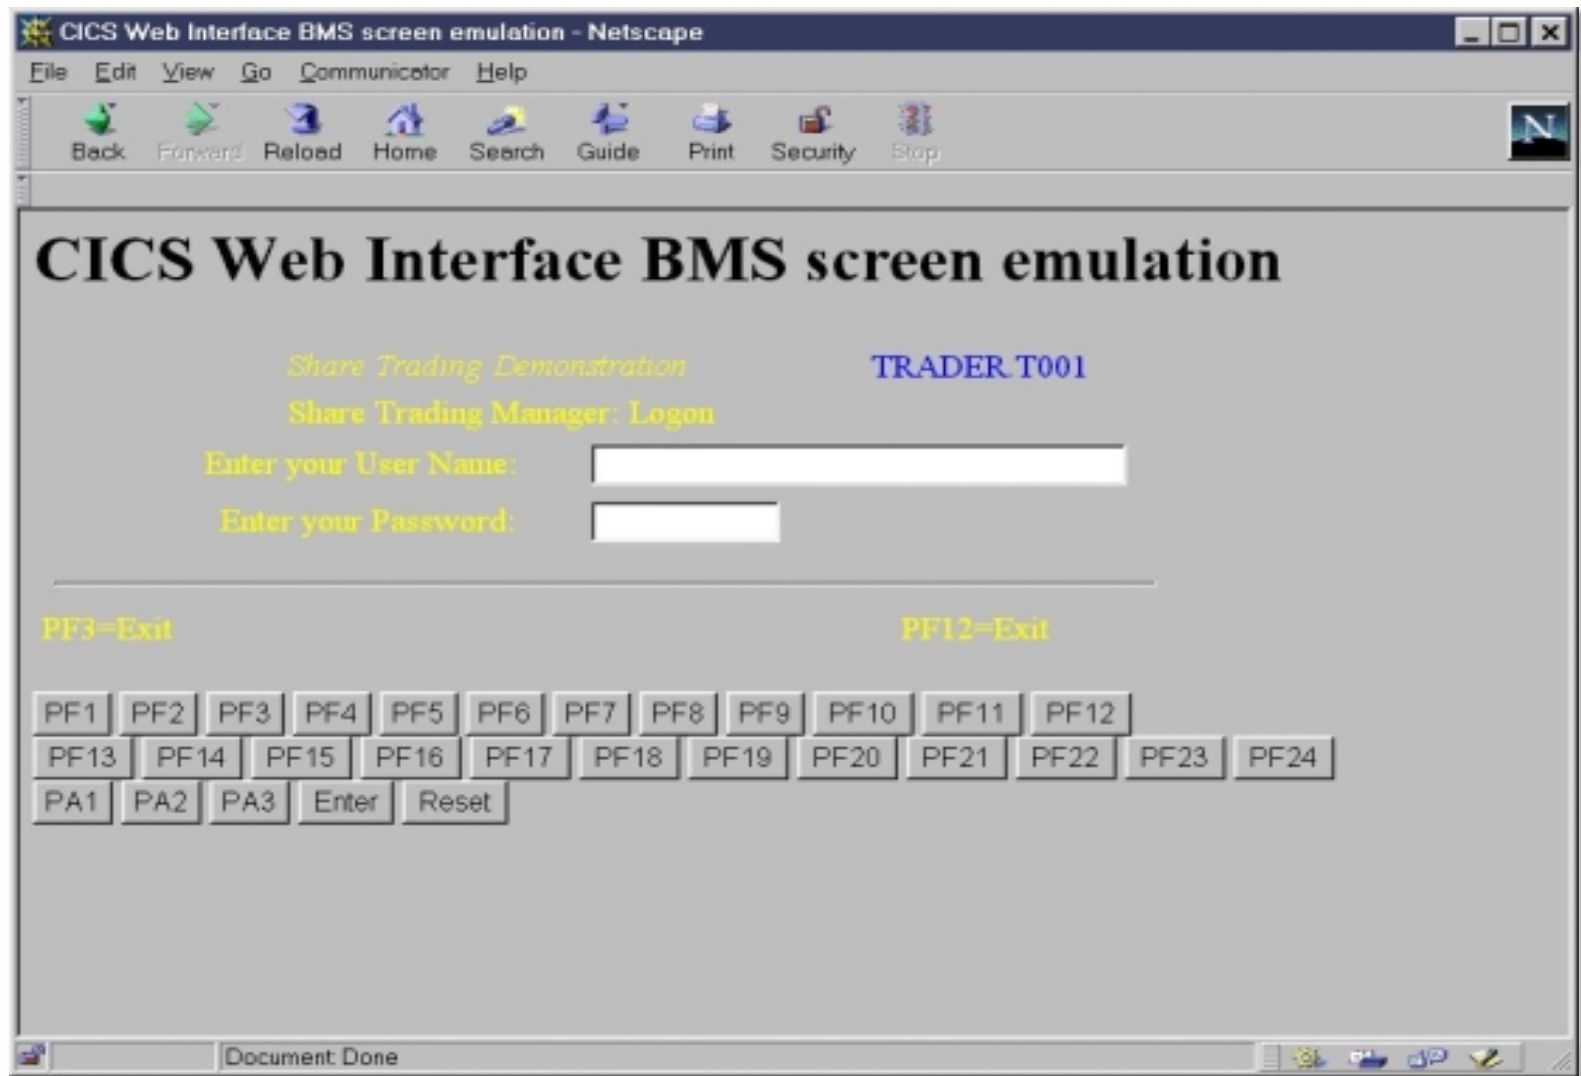 CICS Web Interface BMS screen emulation - Netscape
File Edit View Go Communicator Help
Back Forward Reload Home Search Guide Print Security Stop
N
CICS Web Interface BMS screen emulation
Share Trading Demonstration TRADER.T001
Share Trading Manager: Logon
Enter your User Name:
Enter your Password:
PF3=Exit PF12=Exit
PF1 PF2 PF3 PF4 PF5 PF6 PF7 PF8 PF9 PF10 PF11 PF12
PF13 PF14 PF15 PF16 PF17 PF18 PF19 PF20 PF21 PF22 PF23 PF24
PA1 PA2 PA3 Enter Reset
Document: Done